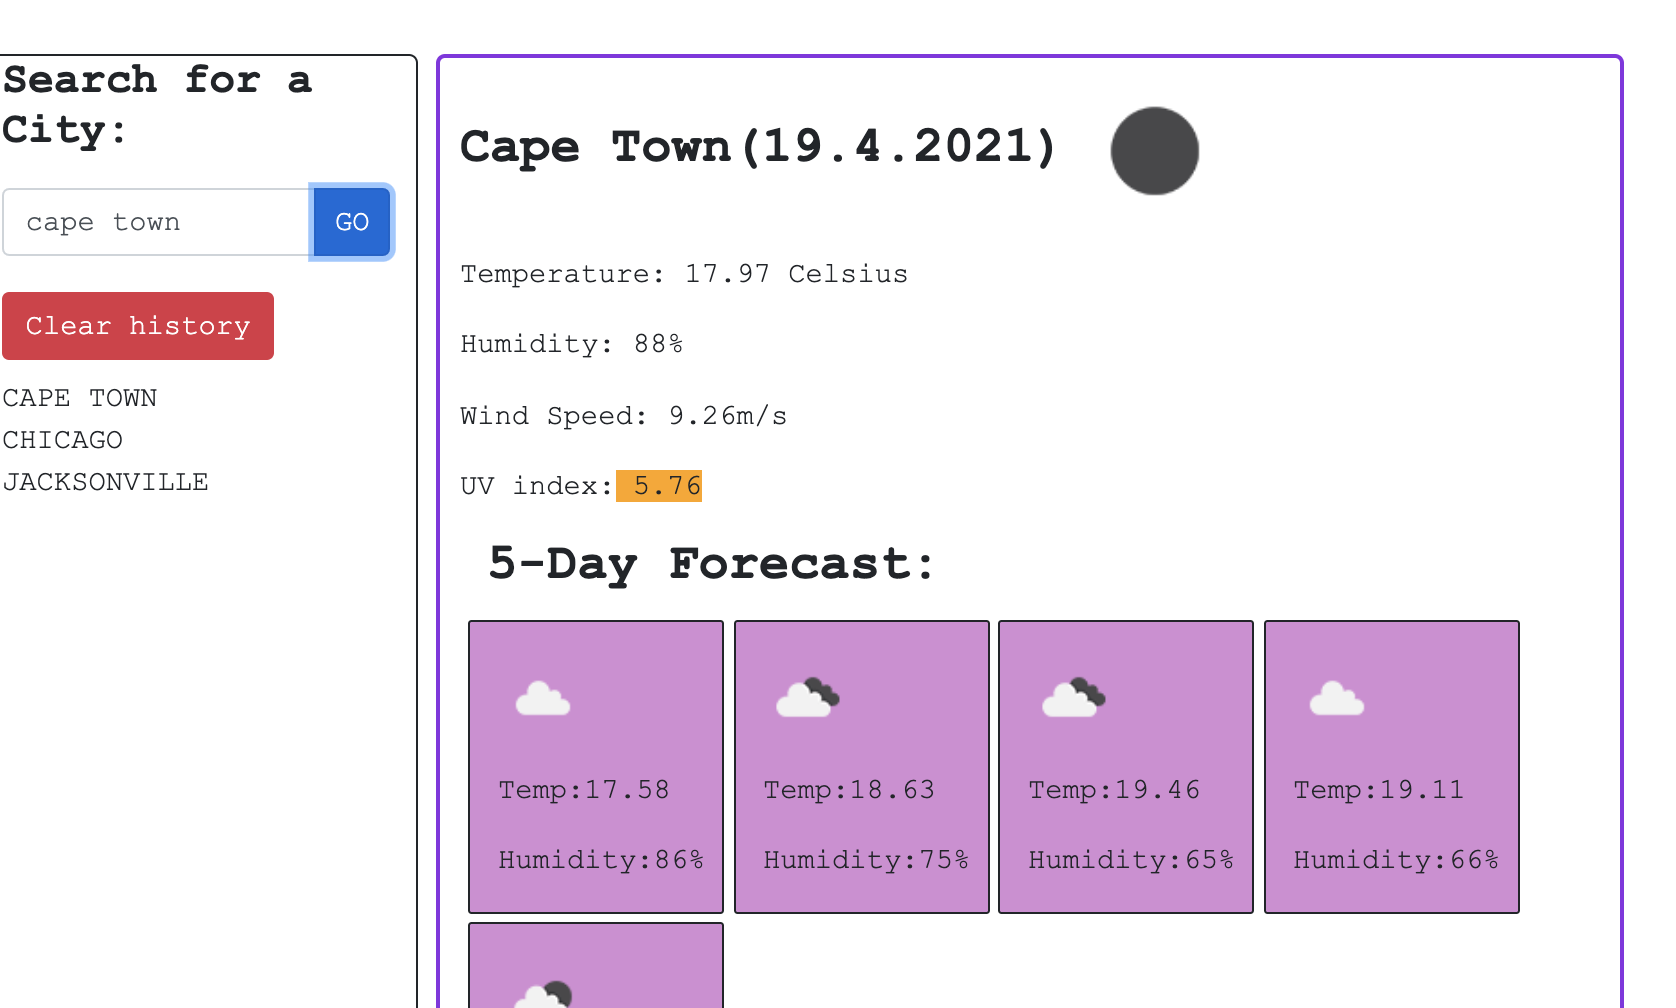 Search for a
City:
cape town
GO
Clear history
CAPE TOWN
CHICAGO
JACKSONVILLE
Cape Town(19.4.2021)
Temperature: 17.97 Celsius
Humidity: 88%
Wind Speed: 9.26m/s
UV index: 5.76
5-Day Forecast:
Temp:17.58
Humidity:86%
Temp:18.63
Humidity:75%
Temp:19.46
Humidity:65%
Temp:19.11
Humidity:66%